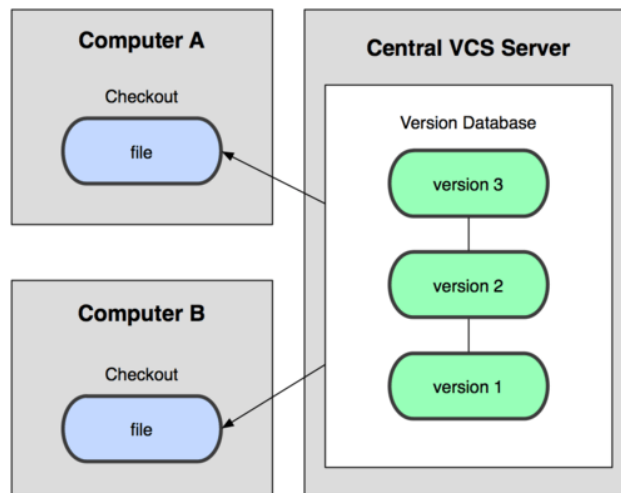 Computer A
Checkout
file
Computer B
Checkout
file
Central VCS Server
Version Database
version 3
version 2
version 1